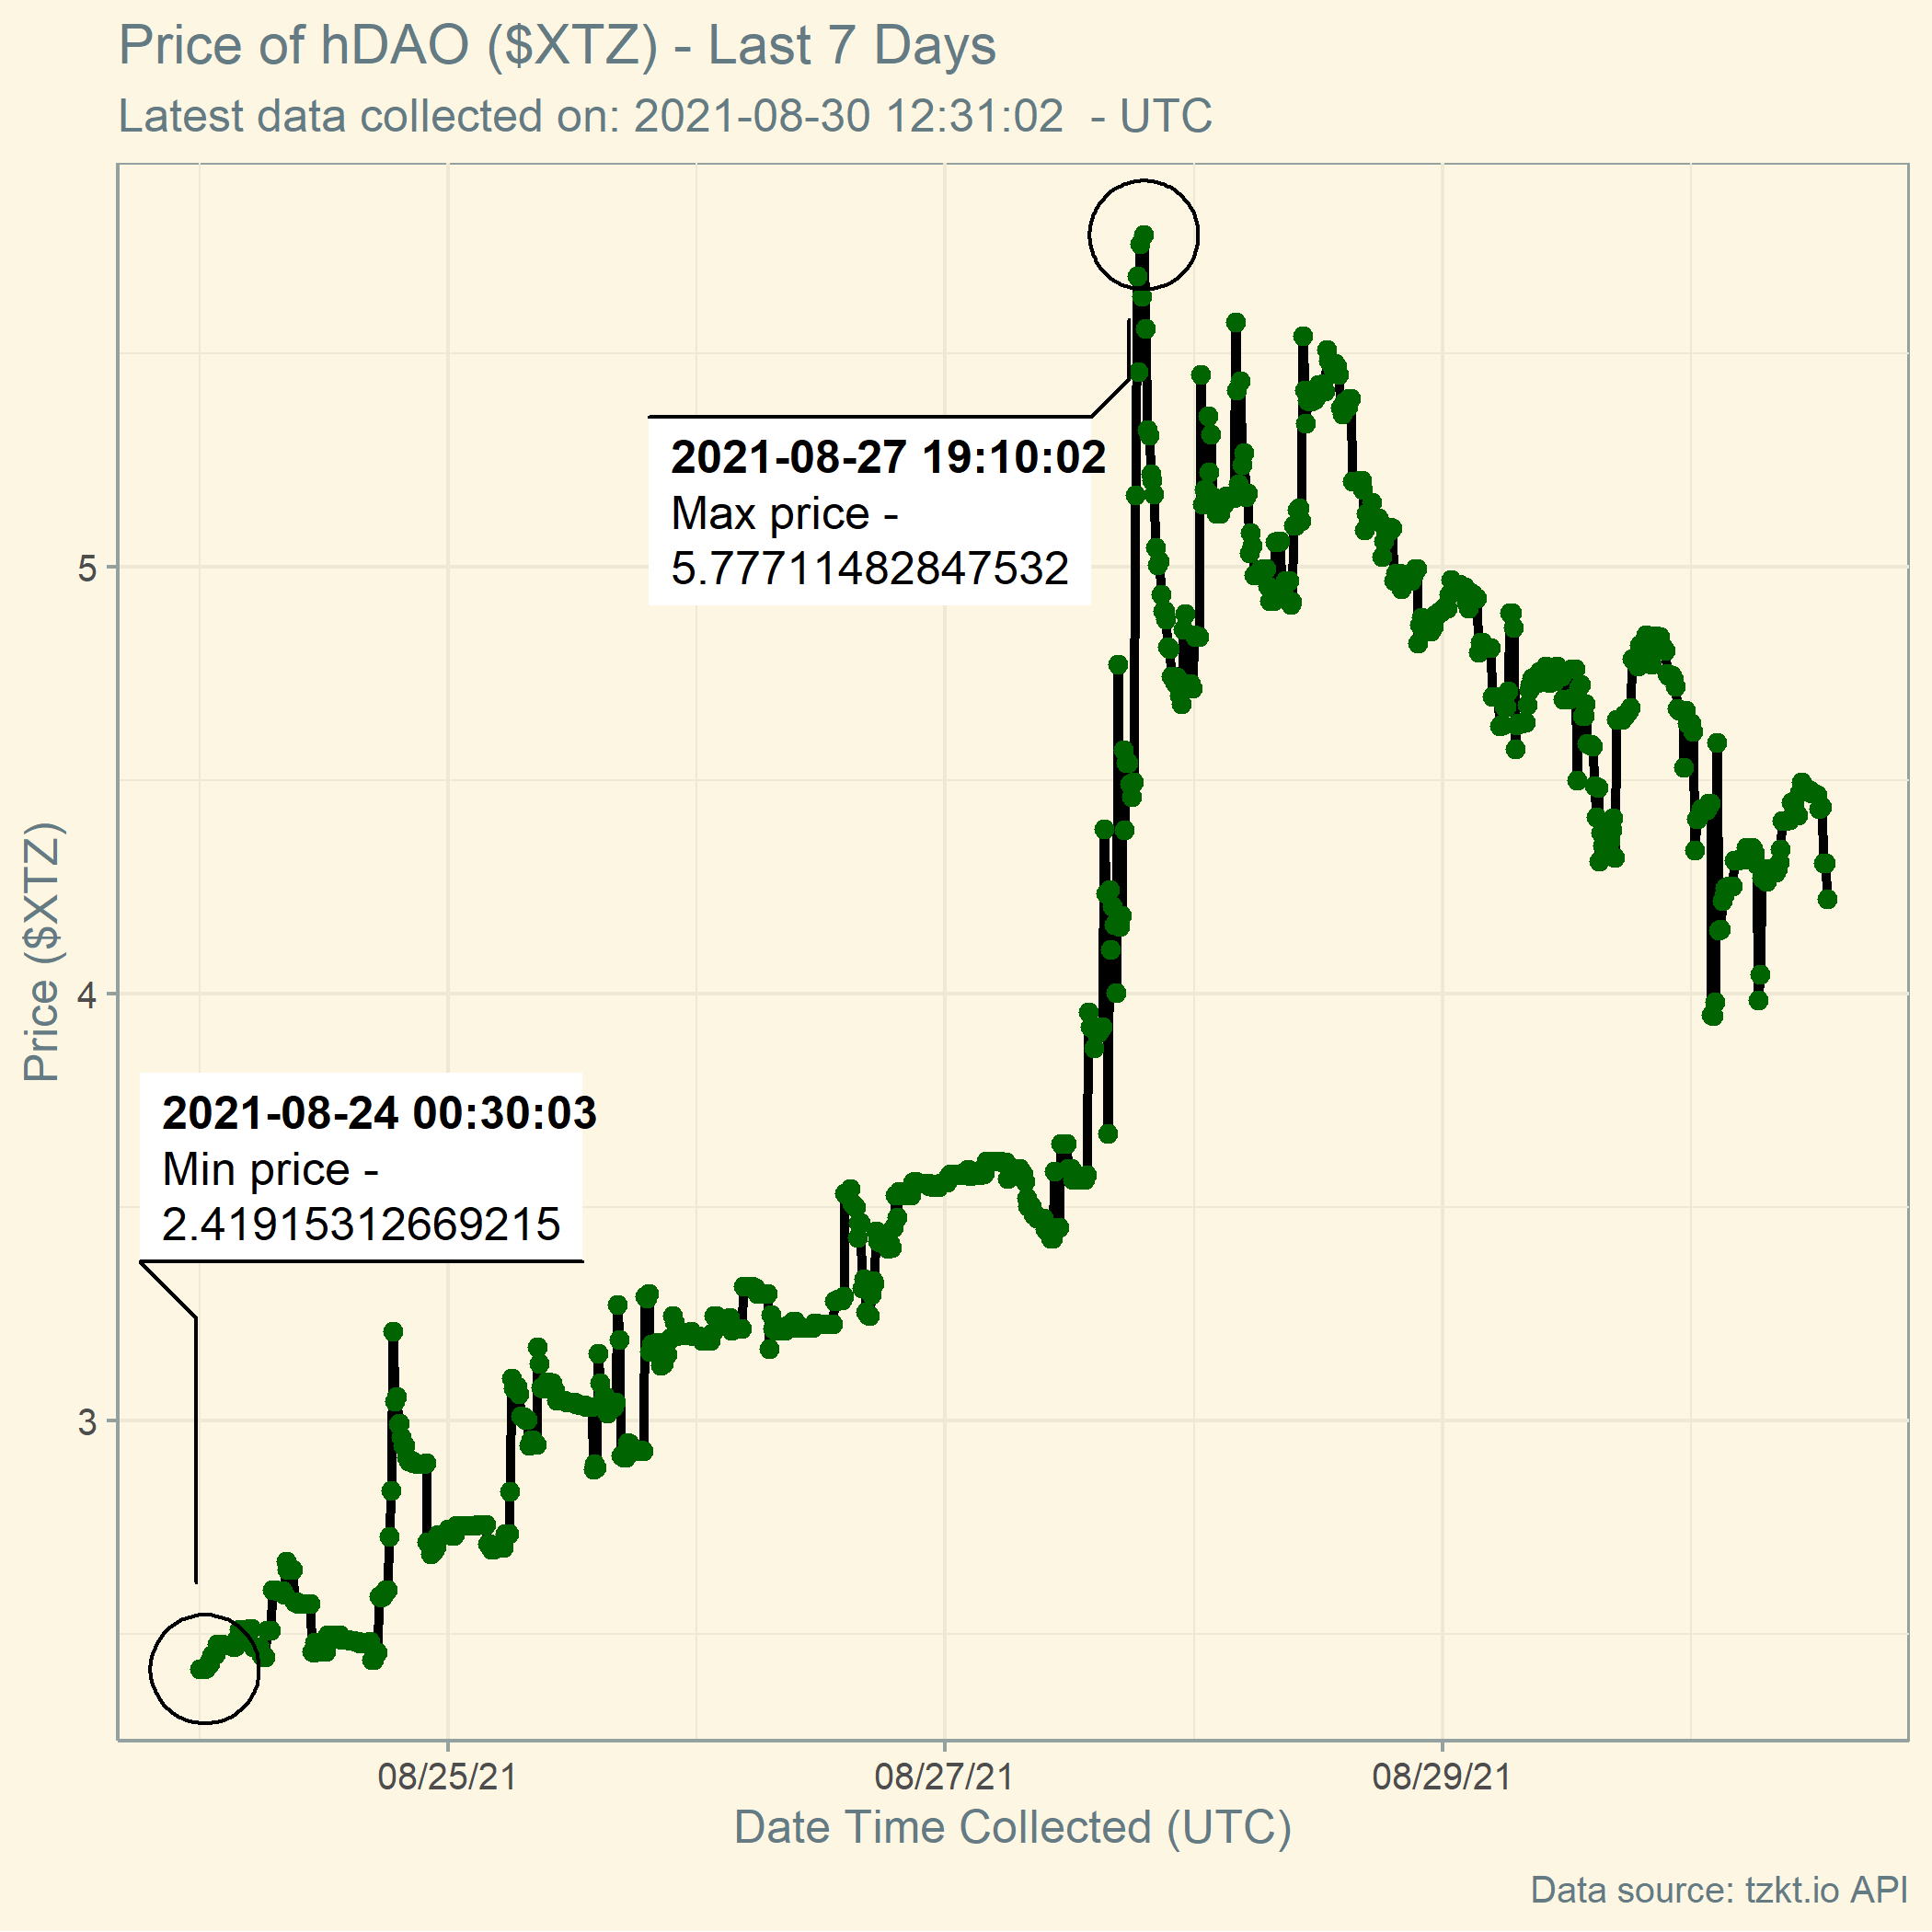 Price of hDAO ($XTZ) - Last 7 Days
Latest data collected on: 2021-08-30 12:31:02  - UTC
Price ($XTZ)
5
4
3
2021-08-27 19:10:02
Max price -
5.77711482847532
2021-08-24 00:30:03
Min price -
2.41915312669215
08/25/21
08/27/21
08/29/21
Date Time Collected (UTC)
Data source: tzkt.io API